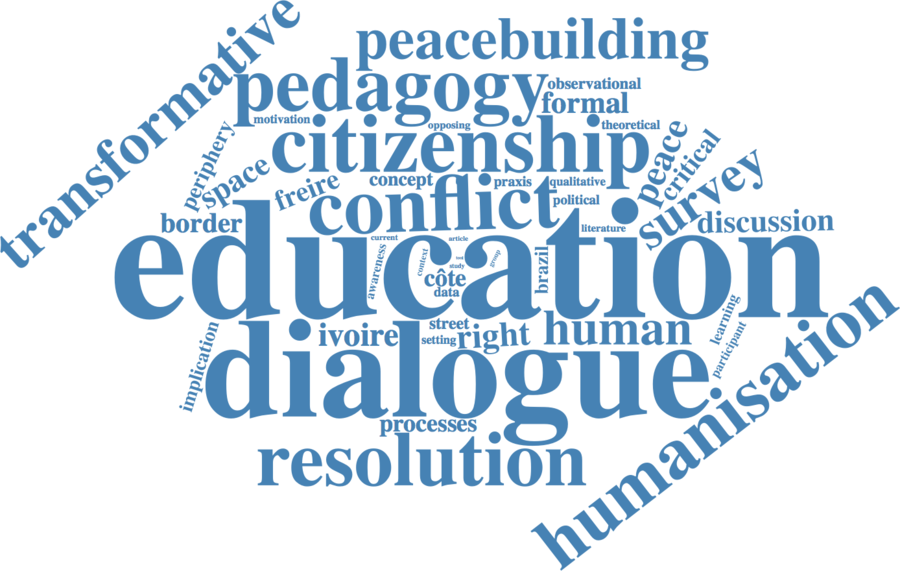 transformative
peacebuilding
pedagogy
observational
formal
motivation
opposing
theoretical
citizenship
periphery
space
peace
critical
freire
concept
praxis
qualitative
survey
border
conflict
political
literature
discussion
education
current
article
awareness
context
tool
study
group
côte
data
brazil
ivoire
street
setting
right
human
learning
participant
implication
dialogue
humanisation
processes
resolution